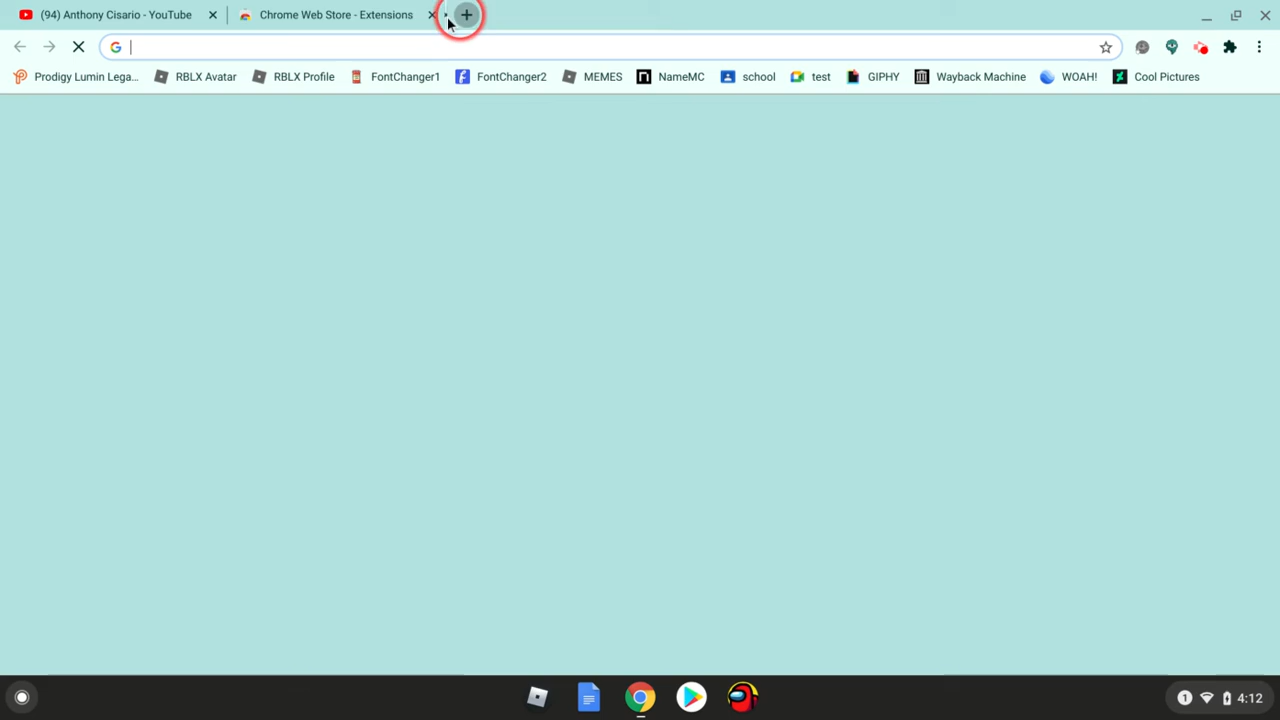 (94) Anthony Cisario - YouTube Chrome Web Store - Extensions
Prodigy Lumin Lega... RBLX Avatar RBLX Profile FontChanger1 FontChanger2 MEMES NameMC school test GIPHY Wayback Machine WOAH! Cool Pictures
1 4:12